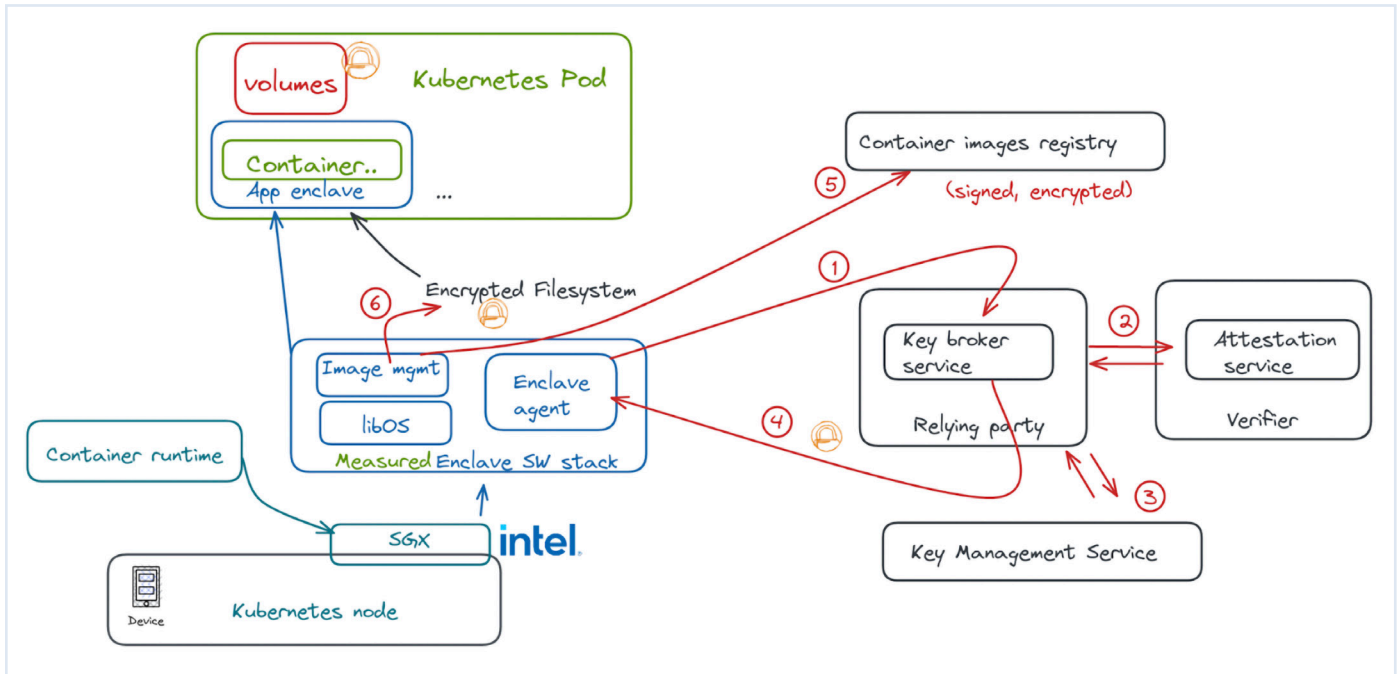 volumes
Kubernetes Pod
Container..
App enclave
...
Container images registry
(signed, encrypted)
5
1
Encrypted Filesystem
6
Key broker
service
Relying party
2
Attestation
service
Verifier
Image mgmt
libOS
Enclave
agent
Measured Enclave SW stack
4
3
Container runtime
SGX
intel.
Key Management Service
Device
Kubernetes node